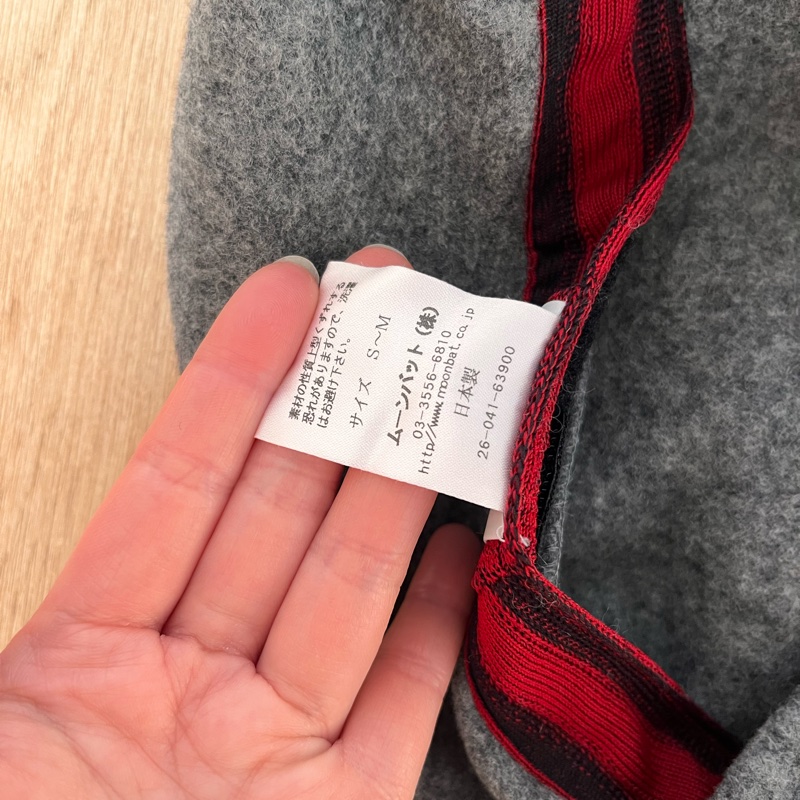 素材の性質上型くずれする
恐れがありますので、洗濯
はお避け下さい。
サイズ S～M
ムーンバット（株）
03-3556-6810
http//www.moonbat.co.jp
日本製
26-041-63900